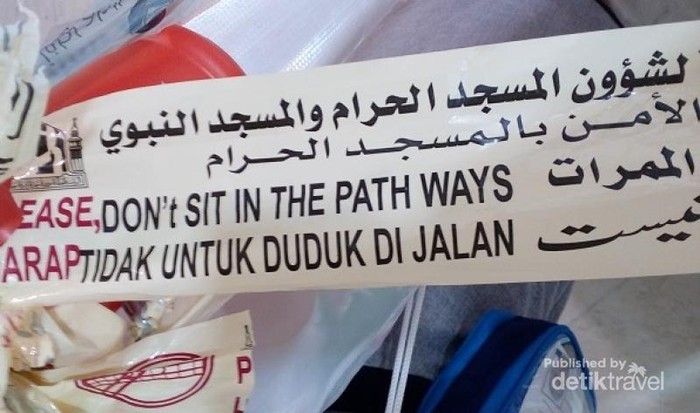 لشؤون المسجد الحرام والمسجد النبوي
الأمن بالمسجد الحرام
الممرات
EASE, DON't SIT IN THE PATH WAYS
ARAP TIDAK UNTUK DUDUK DI JALAN
نيست
P
Published by
detiktravel